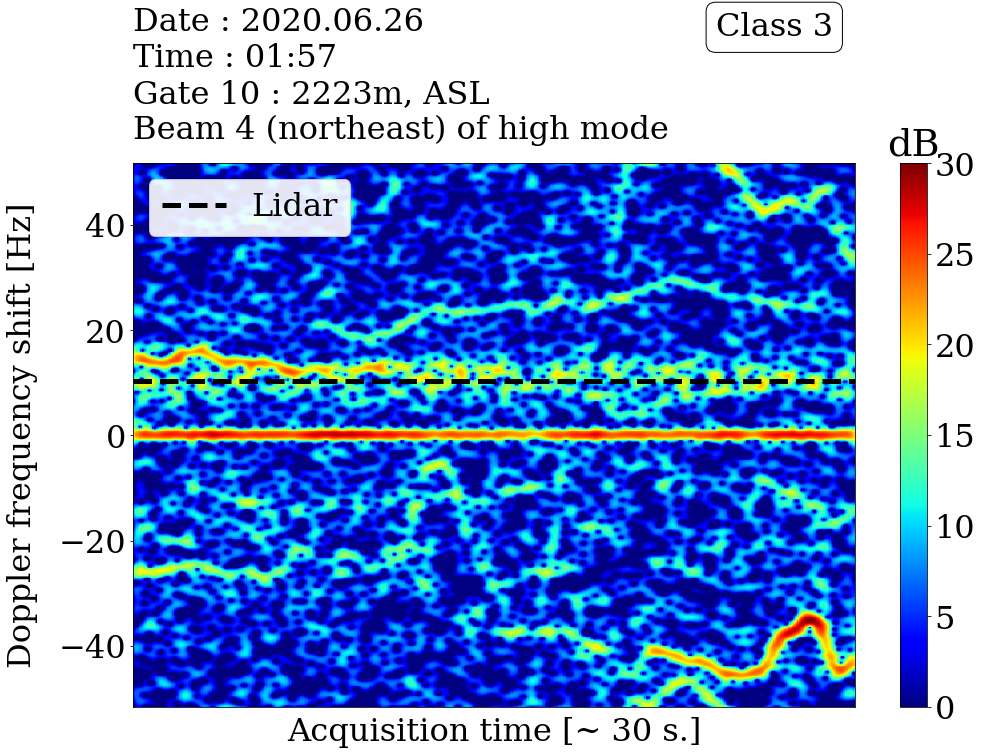 Date : 2020.06.26
Time : 01:57
Gate 10 : 2223m, ASL
Beam 4 (northeast) of high mode
Class 3
dB
Lidar
Doppler frequency shift [Hz]
40
20
0
−20
−40
30
25
20
15
10
5
0
Acquisition time [~ 30 s.]